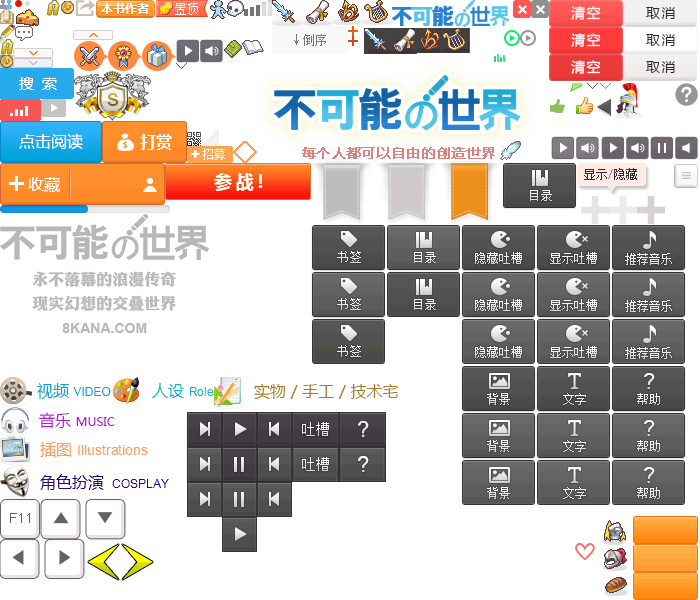 本书作者
置顶
不可能の世界
清空 取消
↓倒序
清空 取消
清空 取消
搜 索
S
不可能の世界
点击阅读
打赏
+招募
每个人都可以自由的创造世界
+收藏
参战!
目录
显示/隐藏
不可能の世界
永不落幕的浪漫传奇
现实幻想的交叠世界
8KANA.COM
书签 目录 隐藏吐槽 显示吐槽 推荐音乐
书签 目录 隐藏吐槽 显示吐槽 推荐音乐
书签 隐藏吐槽 显示吐槽 推荐音乐
背景 文字 帮助
背景 文字 帮助
背景 文字 帮助
视频 VIDEO
人设 Role
实物 / 手工 / 技术宅
音乐 MUSIC
插图 Illustrations
角色扮演 COSPLAY
吐槽 ?
吐槽 ?
F11